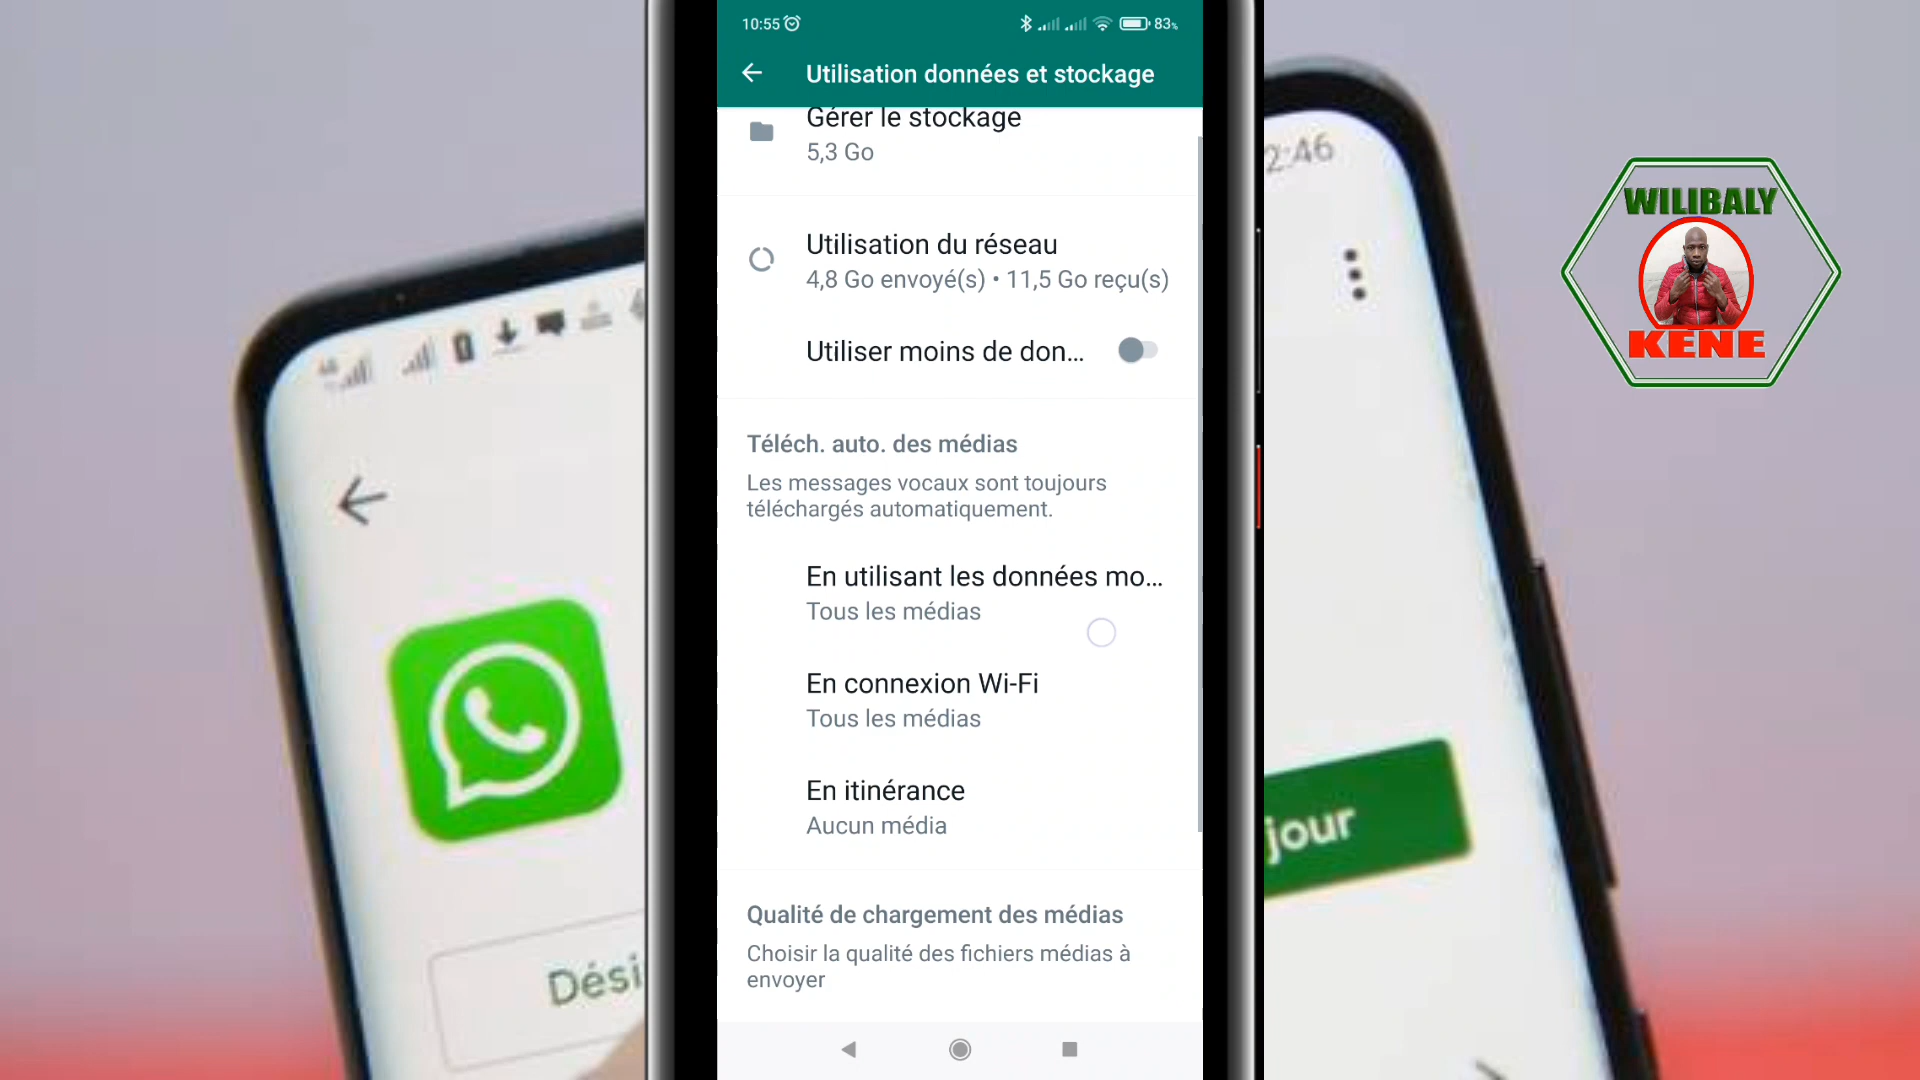 10:55
83%
Utilisation données et stockage
Gérer le stockage
5,3 Go
Utilisation du réseau
4,8 Go envoyé(s) • 11,5 Go reçu(s)
Utiliser moins de don...
Téléch. auto. des médias
Les messages vocaux sont toujours
téléchargés automatiquement.
En utilisant les données mo...
Tous les médias
En connexion Wi-Fi
Tous les médias
En itinérance
Aucun média
Qualité de chargement des médias
Choisir la qualité des fichiers médias à
envoyer
2:46
Dési
jour
WILIBALY
KENE